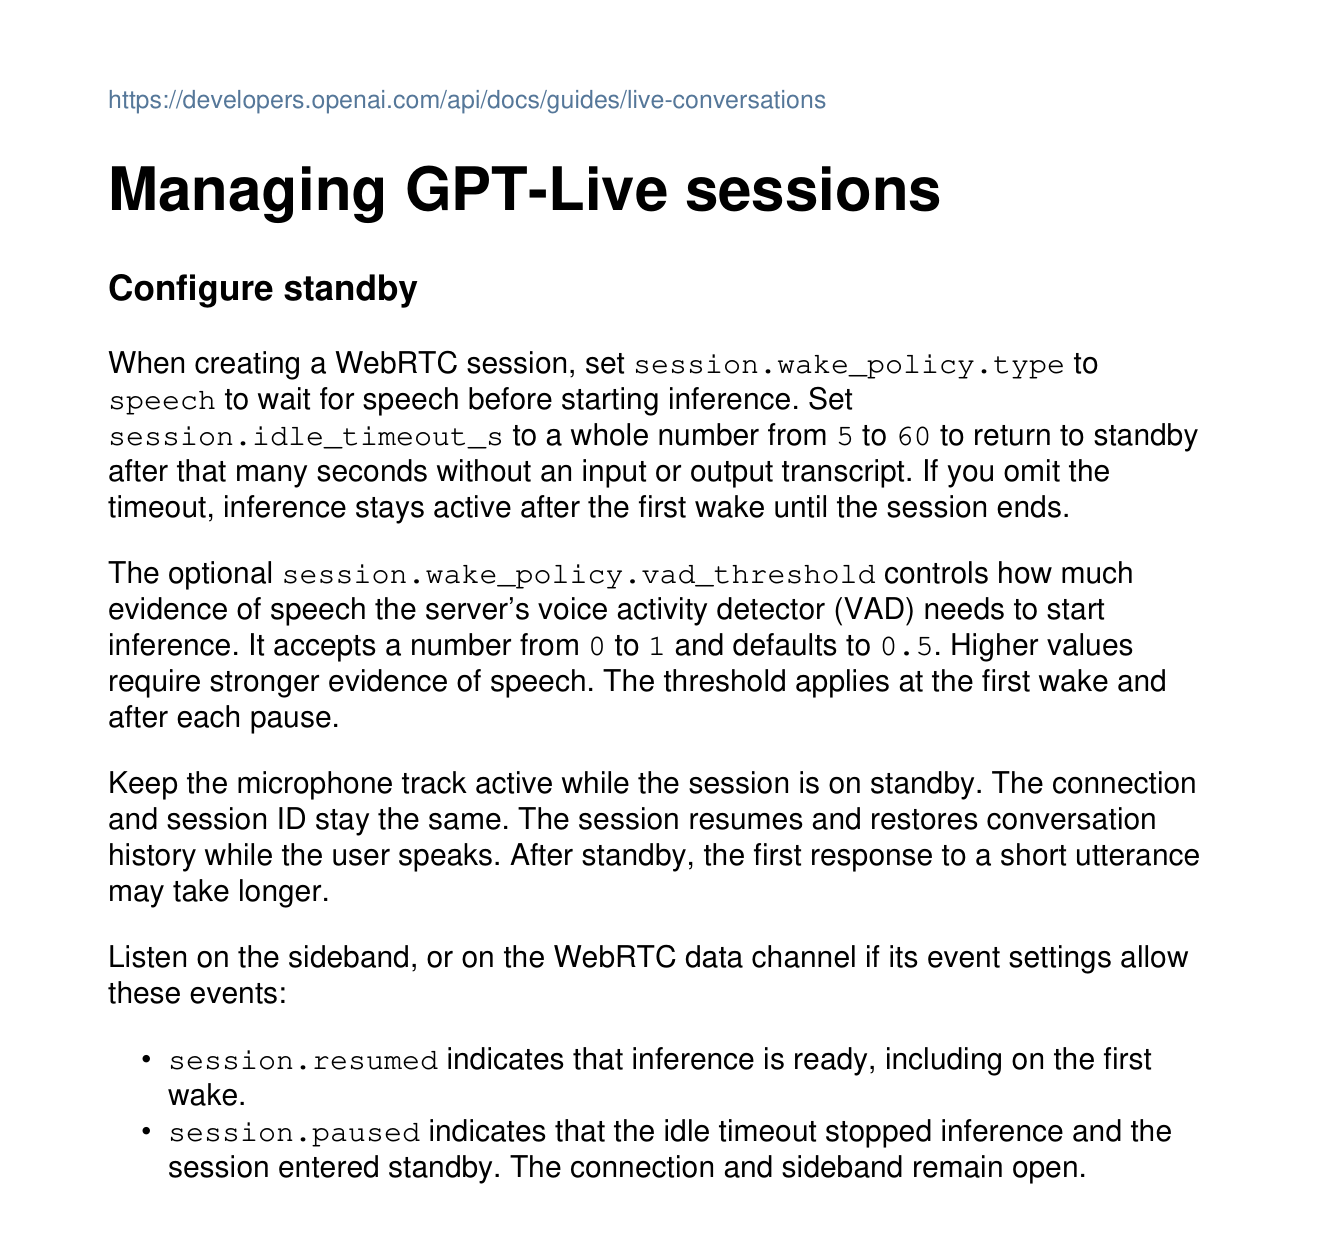 https://developers.openai.com/api/docs/guides/live-conversations
Managing GPT-Live sessions
Configure standby
When creating a WebRTC session, set session.wake_policy.type to
speech to wait for speech before starting inference. Set
session.idle_timeout_s to a whole number from 5 to 60 to return to standby
after that many seconds without an input or output transcript. If you omit the
timeout, inference stays active after the first wake until the session ends.
The optional session.wake_policy.vad_threshold controls how much
evidence of speech the server’s voice activity detector (VAD) needs to start
inference. It accepts a number from 0 to 1 and defaults to 0.5. Higher values
require stronger evidence of speech. The threshold applies at the first wake and
after each pause.
Keep the microphone track active while the session is on standby. The connection
and session ID stay the same. The session resumes and restores conversation
history while the user speaks. After standby, the first response to a short utterance
may take longer.
Listen on the sideband, or on the WebRTC data channel if its event settings allow
these events:
• session.resumed indicates that inference is ready, including on the first
wake.
• session.paused indicates that the idle timeout stopped inference and the
session entered standby. The connection and sideband remain open.